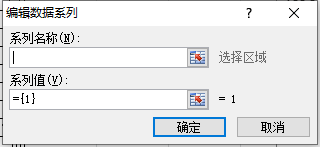 编辑数据系列
系列名称(N):
选择区域
系列值(V):
={1}
= 1
确定
取消